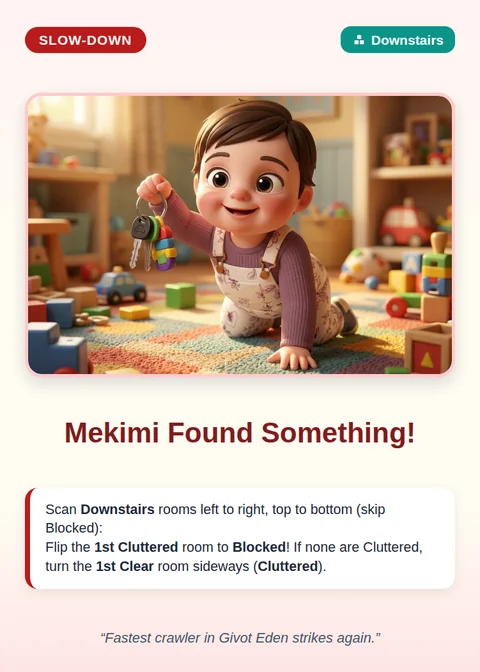 SLOW-DOWN
Downstairs
Mekimi Found Something!
Scan Downstairs rooms left to right, top to bottom (skip
Blocked):
Flip the 1st Cluttered room to Blocked! If none are Cluttered,
turn the 1st Clear room sideways (Cluttered).
“Fastest crawler in Givot Eden strikes again.”